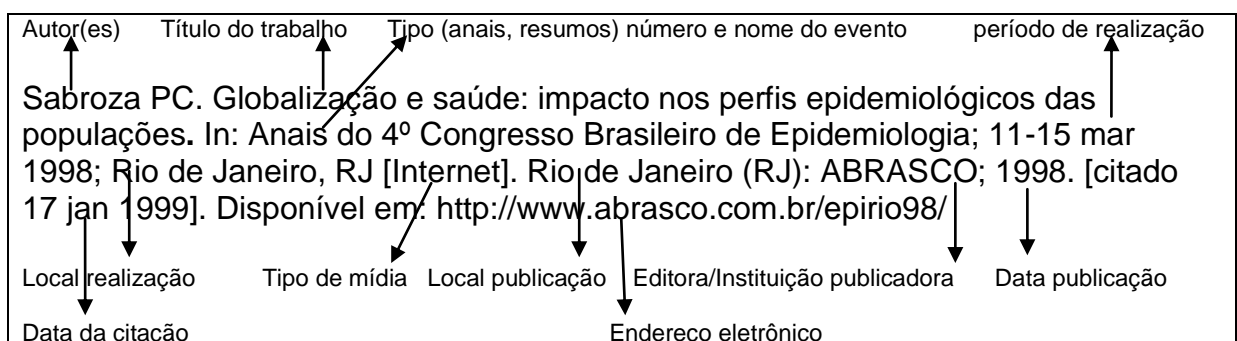 Autor(es) Título do trabalho Tipo (anais, resumos) número e nome do evento período de realização
Sabroza PC. Globalização e saúde: impacto nos perfis epidemiológicos das
populações. In: Anais do 4º Congresso Brasileiro de Epidemiologia; 11-15 mar
1998; Rio de Janeiro, RJ [Internet]. Rio de Janeiro (RJ): ABRASCO; 1998. [citado
17 jan 1999]. Disponível em: http://www.abrasco.com.br/epirio98/
Local realização Tipo de mídia Local publicação Editora/Instituição publicadora Data publicação
Data da citação Endereço eletrônico